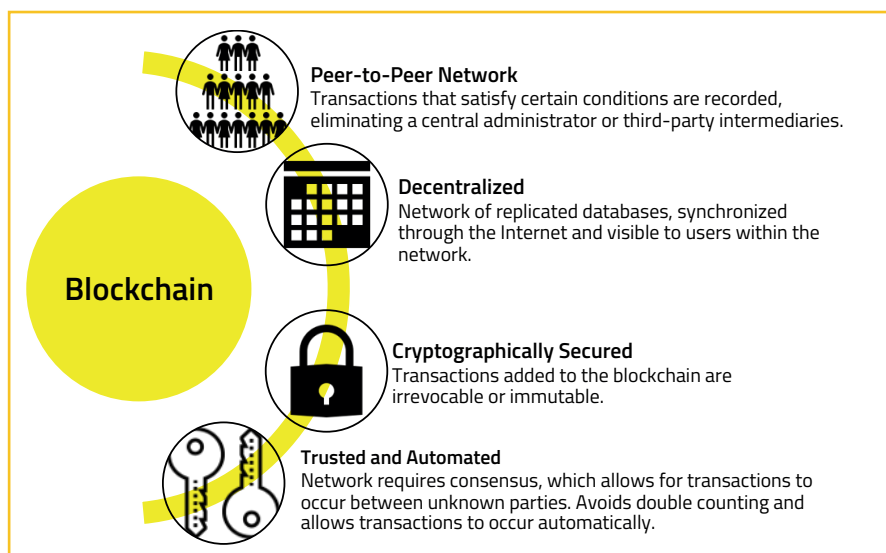 Peer-to-Peer Network
Transactions that satisfy certain conditions are recorded,
eliminating a central administrator or third-party intermediaries.
Decentralized
Network of replicated databases, synchronized
through the Internet and visible to users within the
network.
Blockchain
Cryptographically Secured
Transactions added to the blockchain are
irrevocable or immutable.
Trusted and Automated
Network requires consensus, which allows for transactions to
occur between unknown parties. Avoids double counting and
allows transactions to occur automatically.